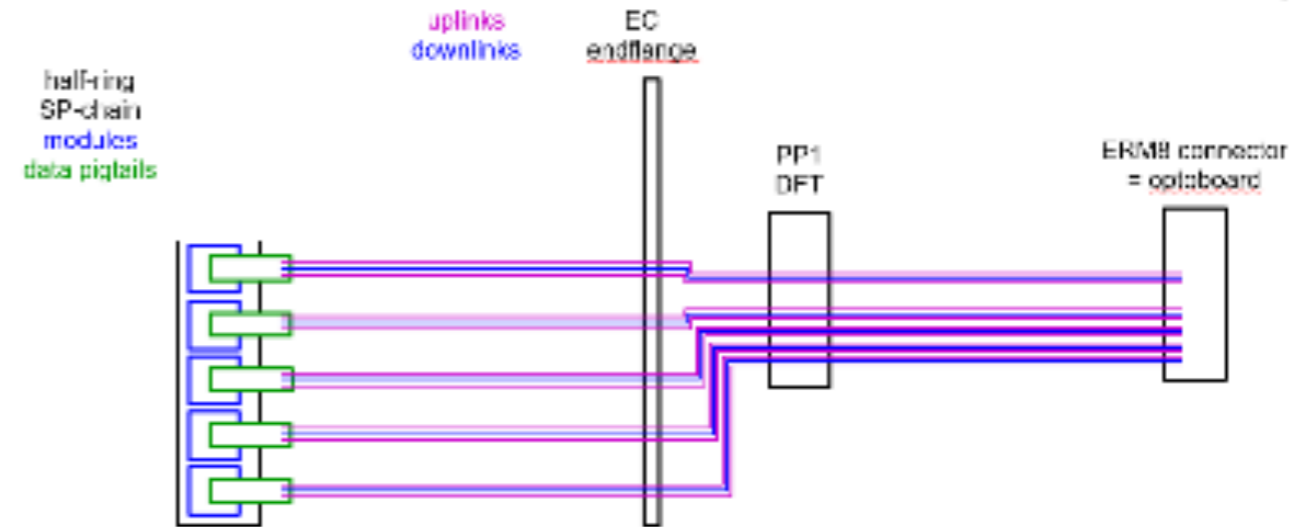 uplinks
downlinks
EC
endflange
half-ring
SP-chain
modules
data pigtails
PP1
DFT
ERM8 connector
= optoboard